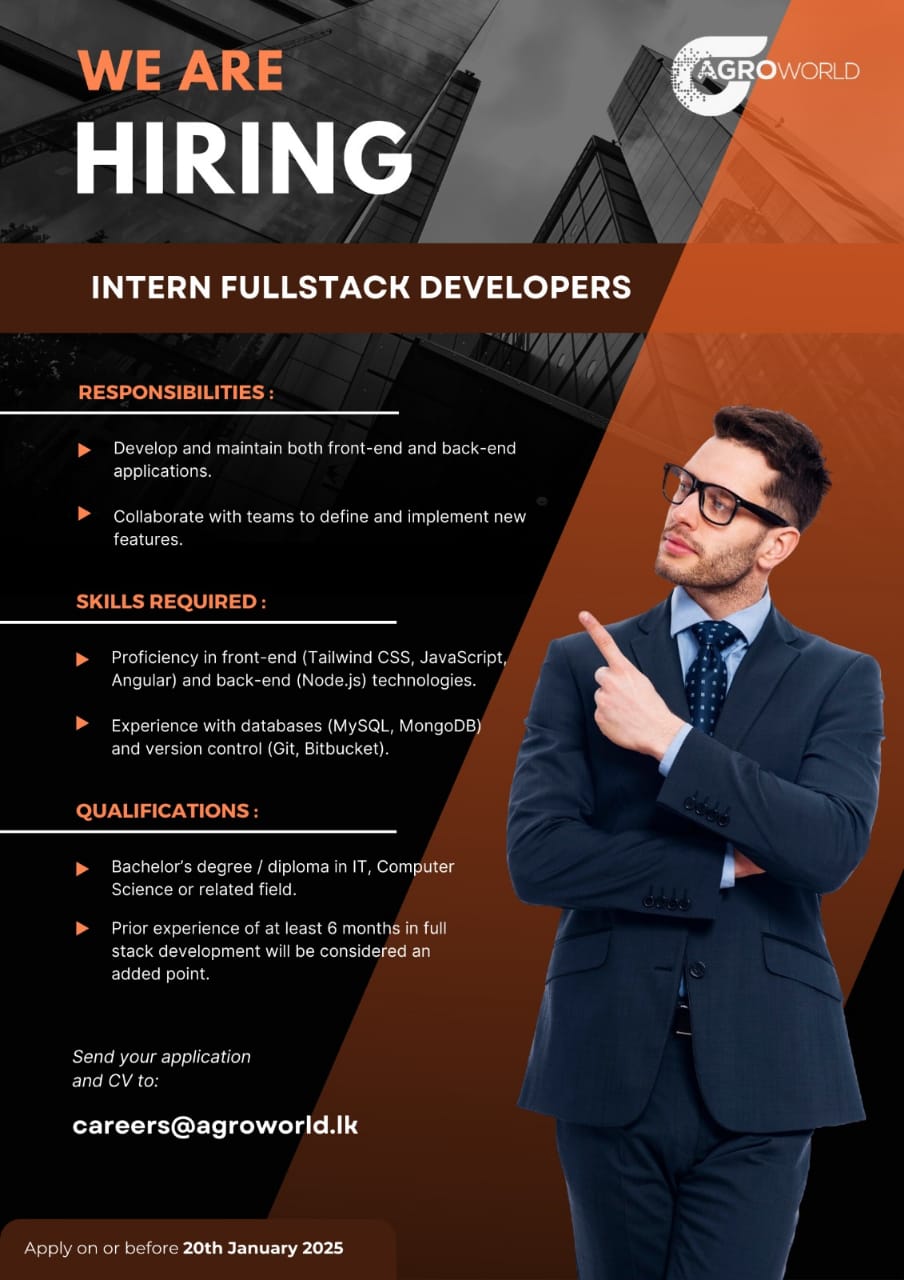 WE ARE
HIRING
AGROWORLD
INTERN FULLSTACK DEVELOPERS
RESPONSIBILITIES :
Develop and maintain both front-end and back-end
applications.
Collaborate with teams to define and implement new
features.
SKILLS REQUIRED :
Proficiency in front-end (Tailwind CSS, JavaScript,
Angular) and back-end (Node.js) technologies.
Experience with databases (MySQL, MongoDB)
and version control (Git, Bitbucket).
QUALIFICATIONS :
Bachelor’s degree / diploma in IT, Computer
Science or related field.
Prior experience of at least 6 months in full
stack development will be considered an
added point.
Send your application
and CV to:
careers@agroworld.lk
Apply on or before 20th January 2025